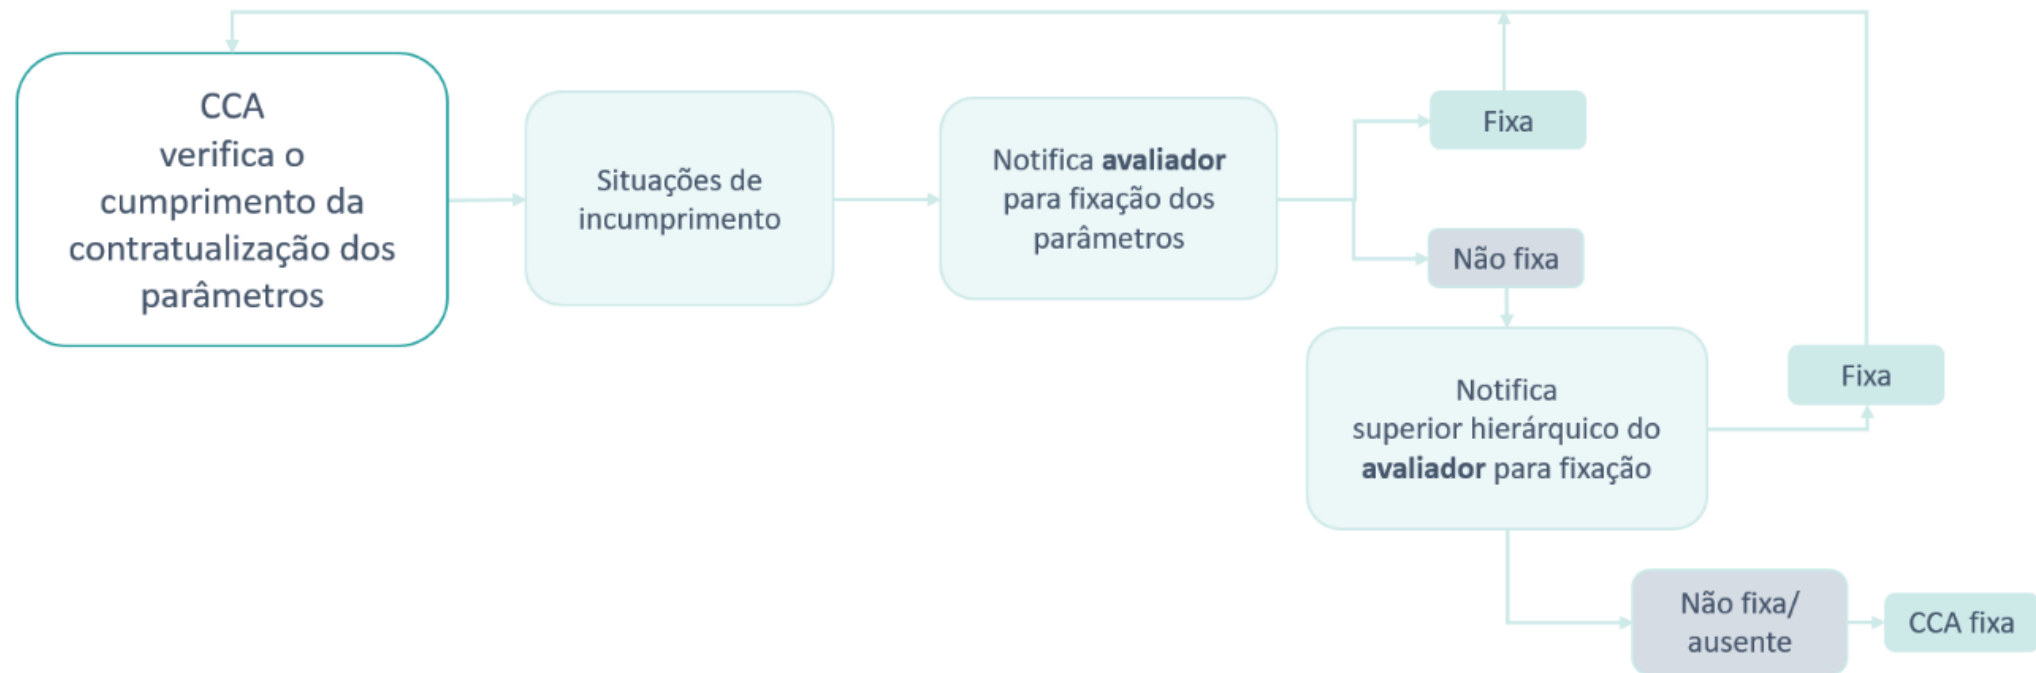 CCA
verifica o
cumprimento da
contratualização dos
parâmetros
Situações de
incumprimento
Notifica avaliador
para fixação dos
parâmetros
Fixa
Não fixa
Notifica
superior hierárquico do
avaliador para fixação
Fixa
Não fixa/
ausente
CCA fixa